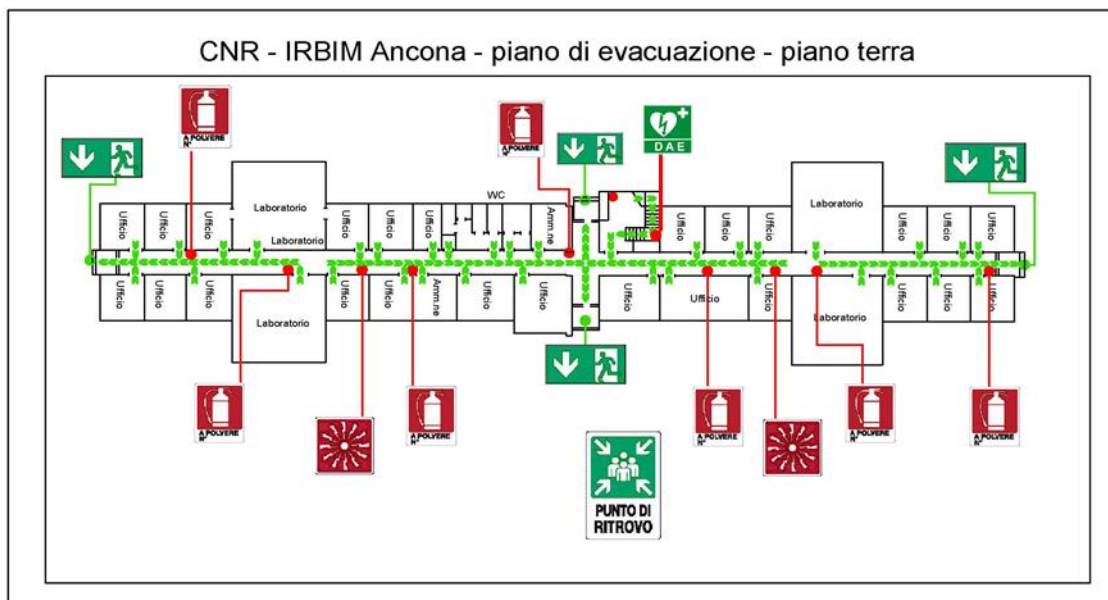 CNR - IRBIM Ancona - piano di evacuazione - piano terra
A POLVERE
N°
A POLVERE
N°
DAE
WC
Ufficio
Ufficio
Ufficio
Laboratorio
Laboratorio
Ufficio
Ufficio
Ufficio
Amm.ne
Ufficio
Ufficio
Ufficio
Laboratorio
Ufficio
Ufficio
Ufficio
Ufficio
Ufficio
Ufficio
Laboratorio
Ufficio
Ufficio
Amm.ne
Ufficio
Ufficio
Ufficio
Ufficio
Laboratorio
Ufficio
Ufficio
Ufficio
A POLVERE
N°
A POLVERE
N°
A POLVERE
N°
A POLVERE
N°
A POLVERE
N°
PUNTO DI
RITROVO